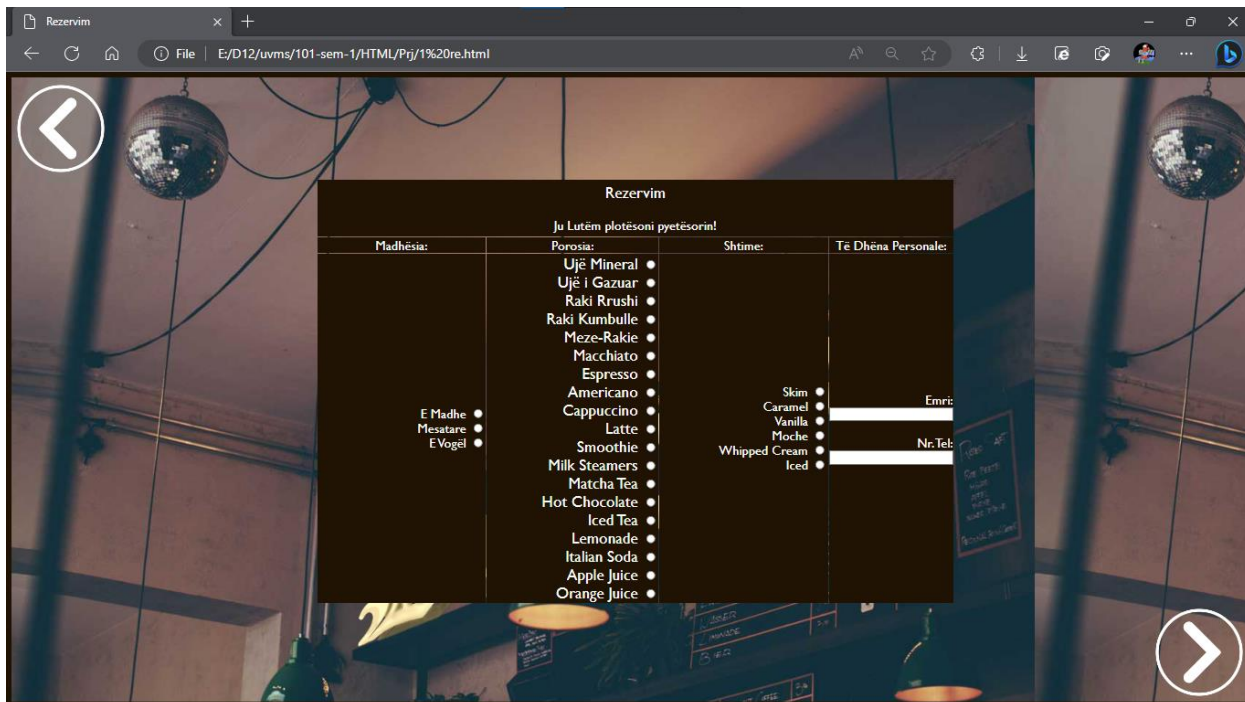 Rezervim
File
E:/D12/uvms/101-sem-1/HTML/Prj/1%20re.html
Rezervim
Ju Lutëm plotësoni pyetësorin!
Madhësia: Porosia: Shtime: Të Dhëna Personale:
E Madhe
Mesatare
E Vogël
Ujë Mineral
Ujë i Gazuar
Raki Rrushi
Raki Kumbulle
Meze-Rakie
Macchiato
Espresso
Americano
Cappuccino
Latte
Smoothie
Milk Steamers
Matcha Tea
Hot Chocolate
Iced Tea
Lemonade
Italian Soda
Apple Juice
Orange Juice
Skim
Caramel
Vanilla
Moche
Whipped Cream
Iced
Emri:
Nr.Tel: